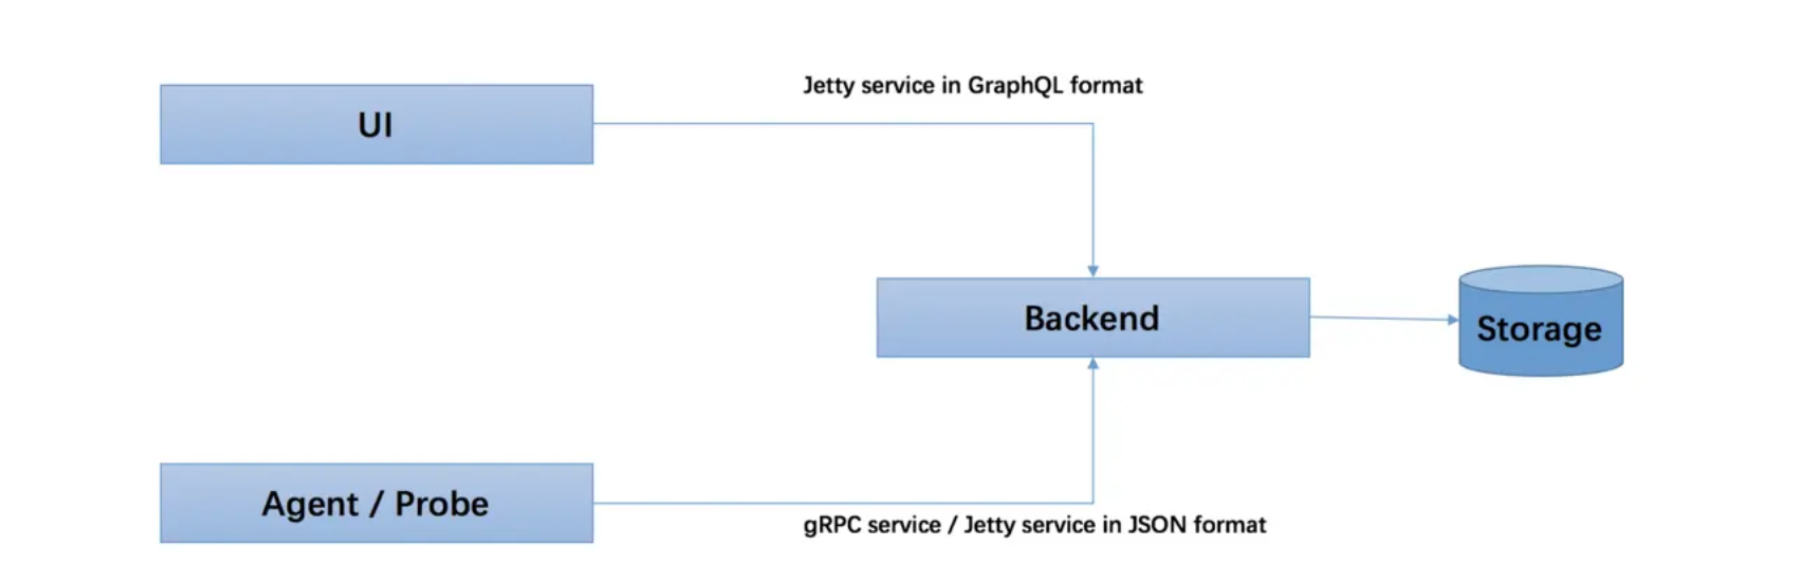 Jetty service in GraphQL format
UI
Backend
Storage
Agent / Probe
gRPC service / Jetty service in JSON format